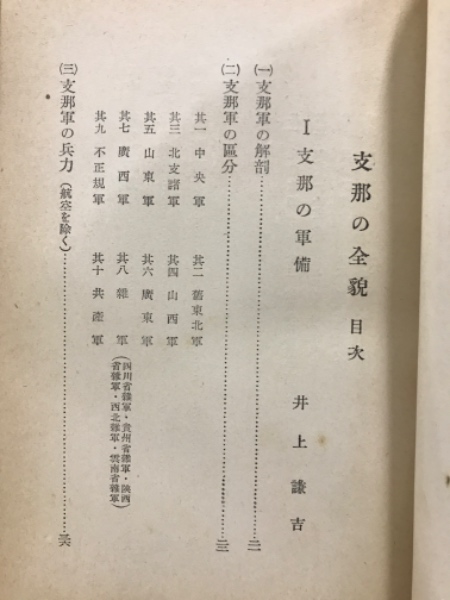 支那の全貌 目次
井上謙吉
I 支那の軍備
㈠ 支那軍の解剖……二
㈡ 支那軍の區分……三
其一 中央軍 其二 舊東北軍
其三 北支諸軍 其四 山西軍
其五 山東軍 其六 廣東軍
其七 廣西軍 其八 雜軍(四川省雜軍・貴州省雜軍・陝西省雜軍・西北雜軍・雲南省雜軍)
其九 不正規軍 其十 共產軍
㈢ 支那軍の兵力(航空を除く)……